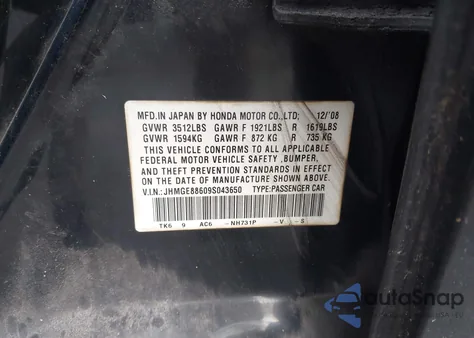 MFD.IN JAPAN BY HONDA MOTOR CO.,LTD; 12/'08
GVWR 3512LBS GAWR F 1921LBS R 1619LBS
GVWR 1594KG GAWR F 872 KG R 735 KG
THIS VEHICLE CONFORMS TO ALL APPLICABLE
FEDERAL MOTOR VEHICLE SAFETY ,BUMPER,
AND THEFT PREVENTION STANDARDS IN
EFFECT ON THE DATE OF MANUFACTURE
SHOWN ABOVE.
V.I.N.:JHMGE88609S043650 TYPE:PASSENGER CAR
TK6 9 AC6 -NH731P -V -S
autoSnap